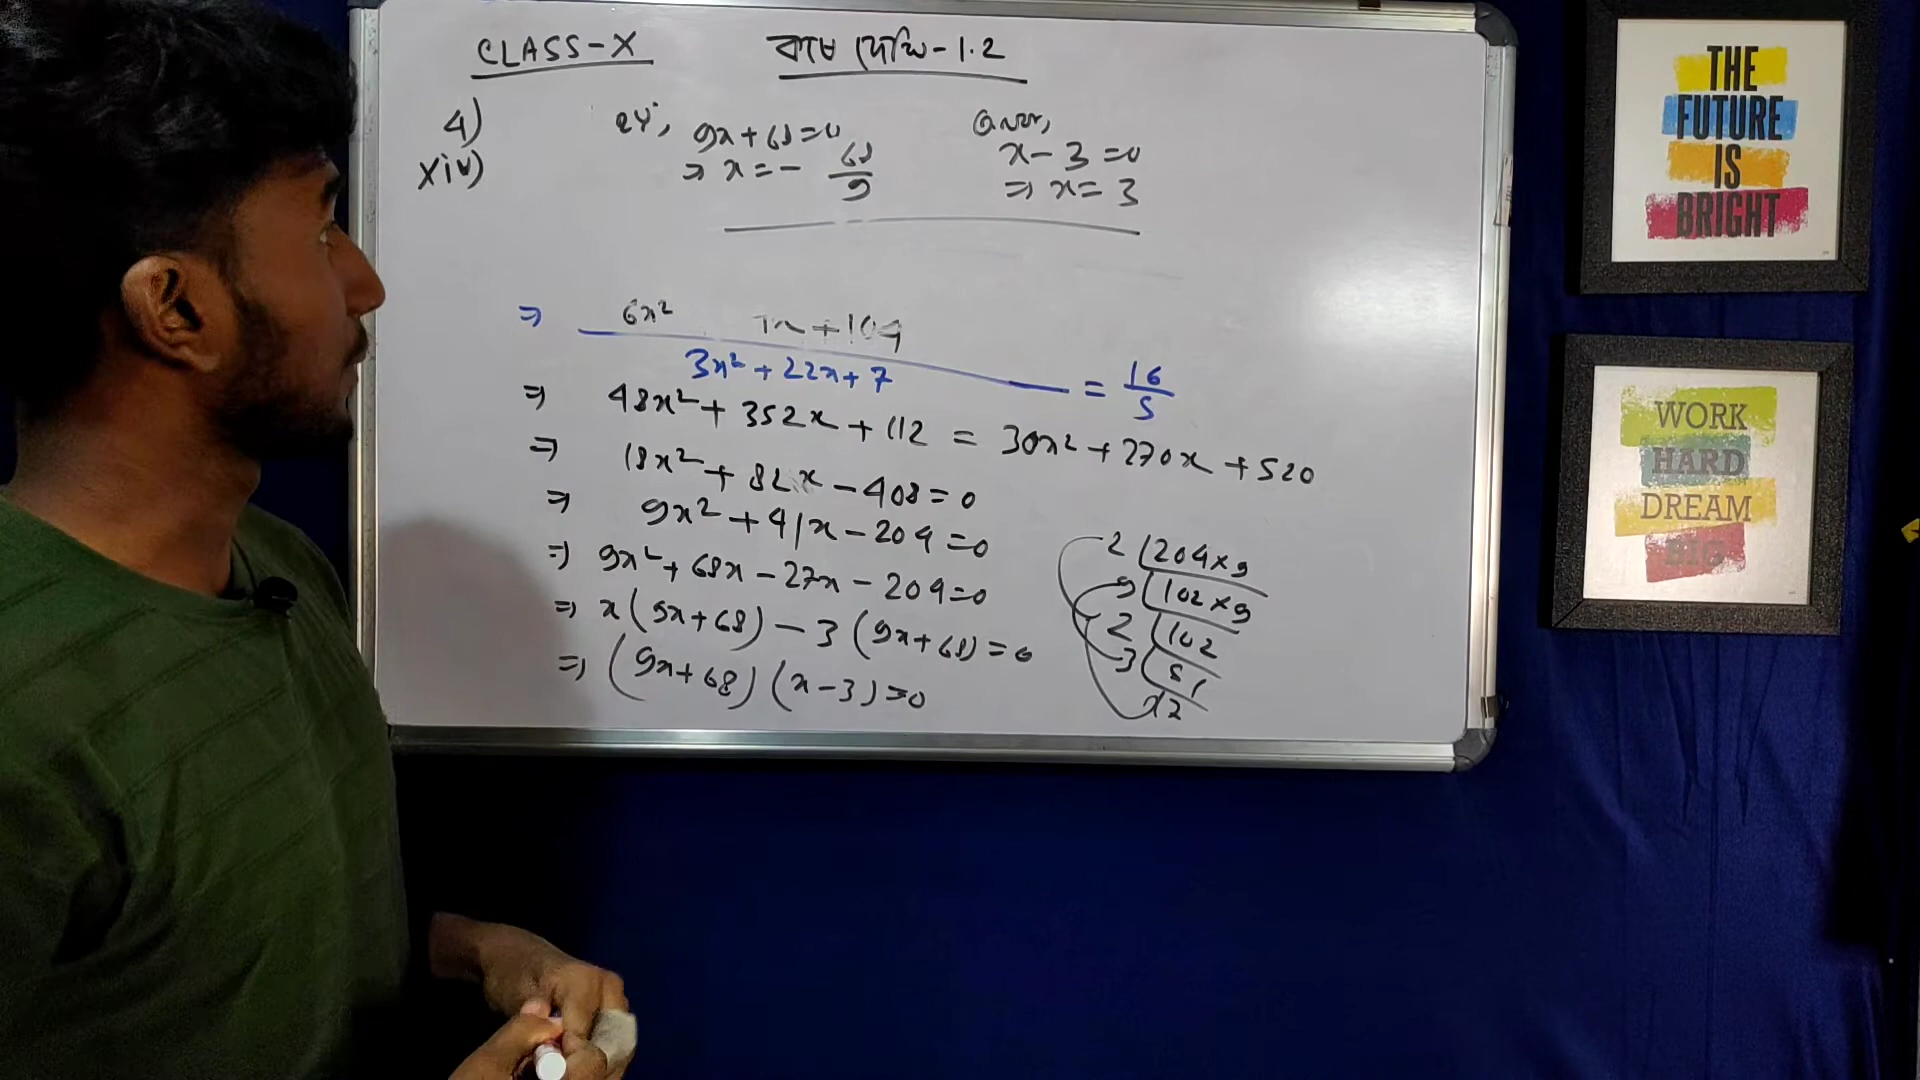 CLASS-X কষে দেখি-1.2
4)
xiv)
হয়, 9x+68=0
⇒ x = - 68/9
অথবা,
x-3=0
⇒ x = 3
⇒ 6x² x+104
3x²+22x+7 = 16/5
⇒ 48x²+352x+112 = 30x²+270x+520
⇒ 18x²+82x-408=0
⇒ 9x²+41x-204=0
⇒ 9x²+68x-27x-204=0
⇒ x(9x+68)-3(9x+68)=0
⇒ (9x+68)(x-3)=0
2 204×9
9 102×9
2 102
3 51
THE
FUTURE
IS
BRIGHT
WORK
HARD
DREAM
BIG